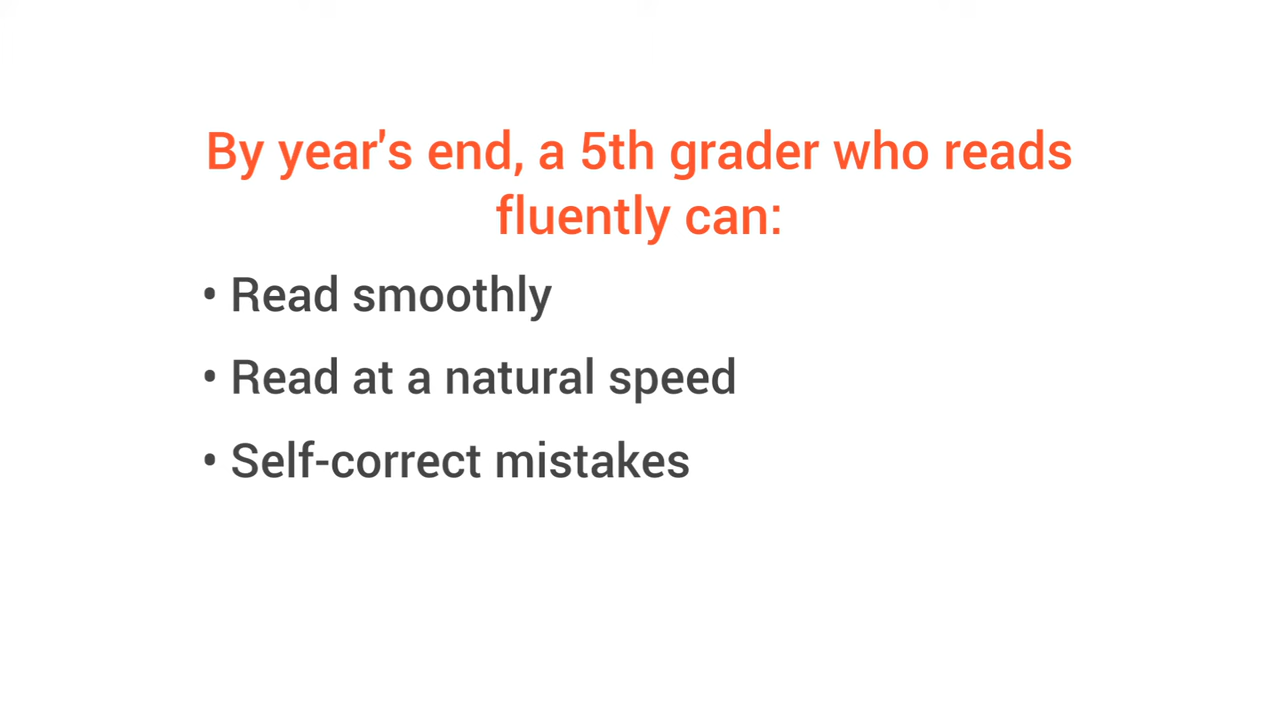 By year's end, a 5th grader who reads
fluently can:
• Read smoothly
• Read at a natural speed
• Self-correct mistakes